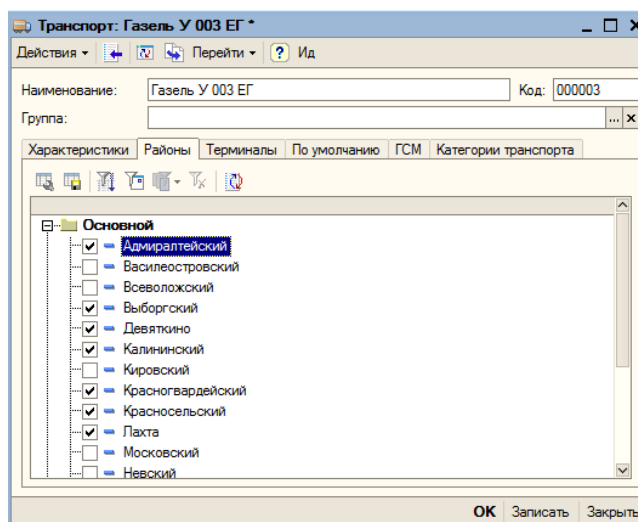 Транспорт: Газель У 003 ЕГ *
Действия Перейти ? Ид
Наименование: Газель У 003 ЕГ Код: 000003
Группа: ... x
Характеристики Районы Терминалы По умолчанию ГСМ Категории транспорта
Основной
Адмиралтейский
Василеостровский
Всеволожский
Выборгский
Девяткино
Калининский
Кировский
Красногвардейский
Красносельский
Лахта
Московский
Невский
OK Записать Закрыть